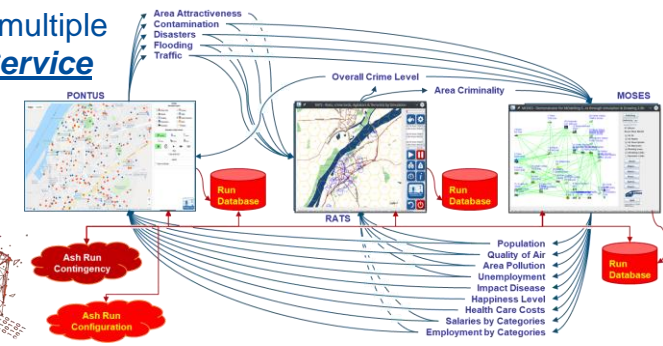 multiple
ervice
Area Attractiveness
Contamination
Disasters
Flooding
Traffic
Overall Crime Level
Area Criminality
PONTUS
MOSES
RATS
Run
Database
Run
Database
Run
Database
Ash Run
Contingency
Ash Run
Configuration
Population
Quality of Air
Area Pollution
Unemployment
Impact Disease
Happiness Level
Health Care Costs
Salaries by Categories
Employment by Categories